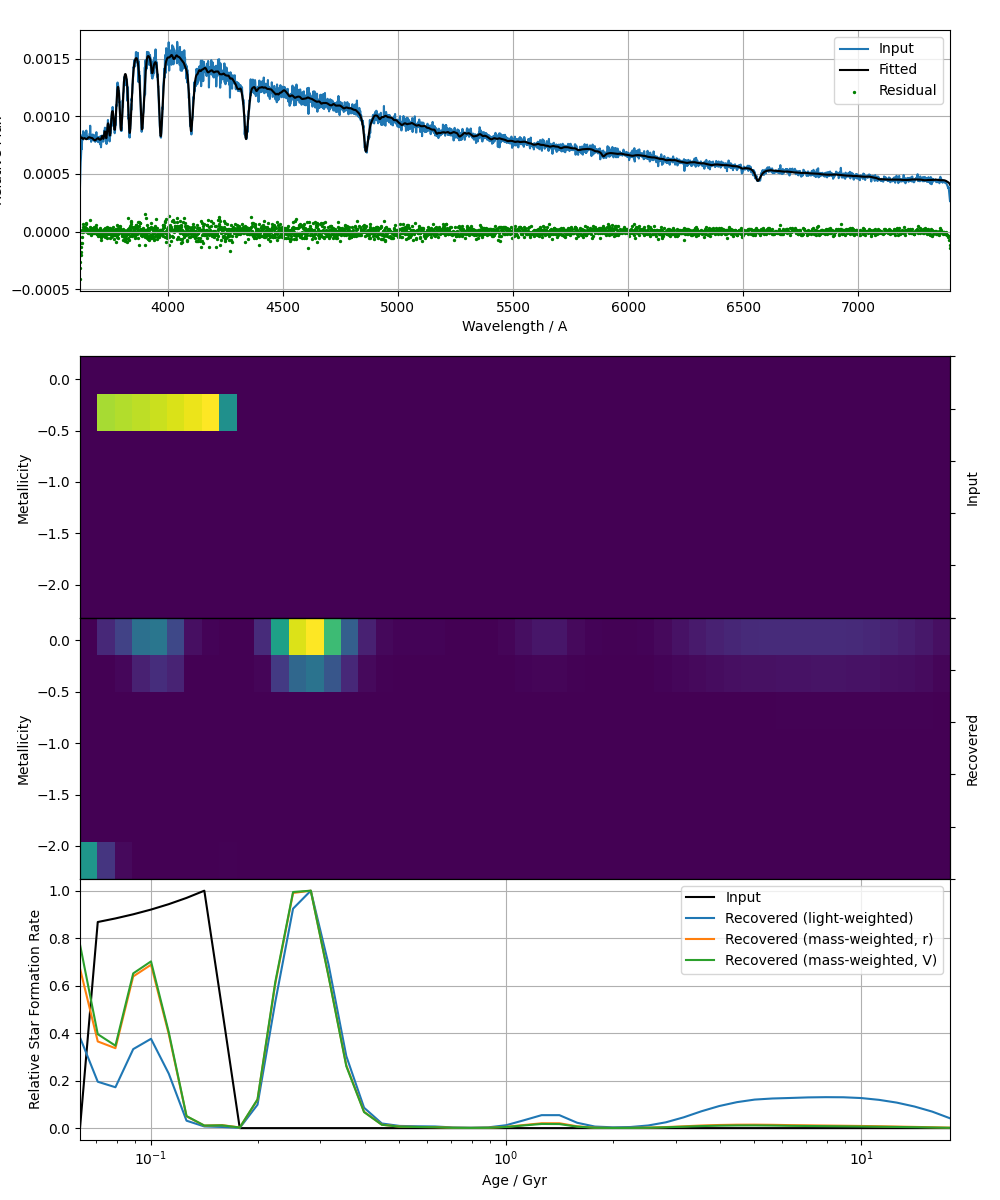 0.0015
0.0010
0.0005
0.0000
−0.0005
Input
Fitted
Residual
4000 4500 5000 5500 6000 6500 7000
Wavelength / A
0.0
−0.5
−1.0
−1.5
−2.0
Metallicity
Input
0.0
−0.5
−1.0
−1.5
−2.0
Metallicity
Recovered
1.0
0.8
0.6
0.4
0.2
0.0
Relative Star Formation Rate
Input
Recovered (light-weighted)
Recovered (mass-weighted, r)
Recovered (mass-weighted, V)
10⁻¹ 10⁰ 10¹
Age / Gyr